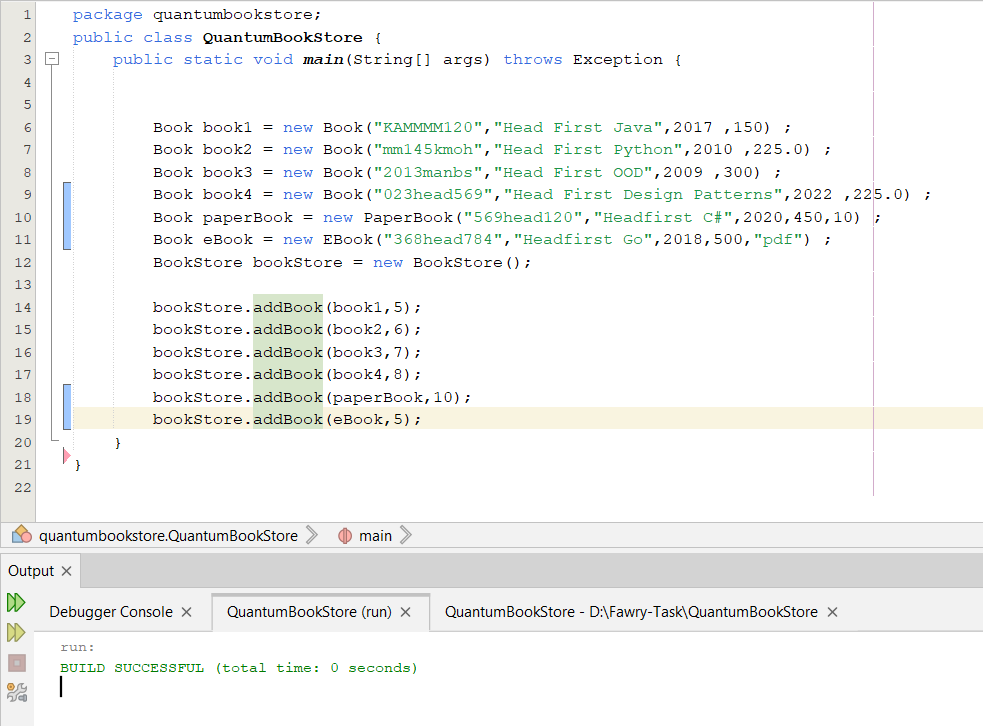 1 package quantumbookstore;
2 public class QuantumBookStore {
3 public static void main(String[] args) throws Exception {
4
5
6 Book book1 = new Book("KAMMMM120","Head First Java",2017 ,150) ;
7 Book book2 = new Book("mm145kmoh","Head First Python",2010 ,225.0) ;
8 Book book3 = new Book("2013manbs","Head First OOD",2009 ,300) ;
9 Book book4 = new Book("023head569","Head First Design Patterns",2022 ,225.0) ;
10 Book paperBook = new PaperBook("569head120","Headfirst C#",2020,450,10) ;
11 Book eBook = new EBook("368head784","Headfirst Go",2018,500,"pdf") ;
12 BookStore bookStore = new BookStore();
13
14 bookStore.addBook(book1,5);
15 bookStore.addBook(book2,6);
16 bookStore.addBook(book3,7);
17 bookStore.addBook(book4,8);
18 bookStore.addBook(paperBook,10);
19 bookStore.addBook(eBook,5);
20 }
21 }
22
quantumbookstore.QuantumBookStore main
Output
Debugger Console QuantumBookStore (run) QuantumBookStore - D:\Fawry-Task\QuantumBookStore
run:
BUILD SUCCESSFUL (total time: 0 seconds)